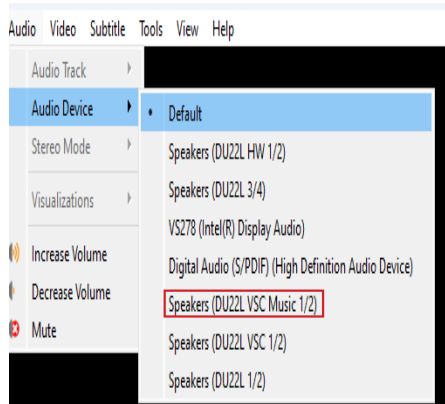 Audio Video Subtitle Tools View Help
Audio Track
Audio Device
Stereo Mode
Visualizations
Increase Volume
Decrease Volume
Mute
Default
Speakers (DU22L HW 1/2)
Speakers (DU22L 3/4)
VS278 (Intel(R) Display Audio)
Digital Audio (S/PDIF) (High Definition Audio Device)
Speakers (DU22L VSC Music 1/2)
Speakers (DU22L VSC 1/2)
Speakers (DU22L 1/2)